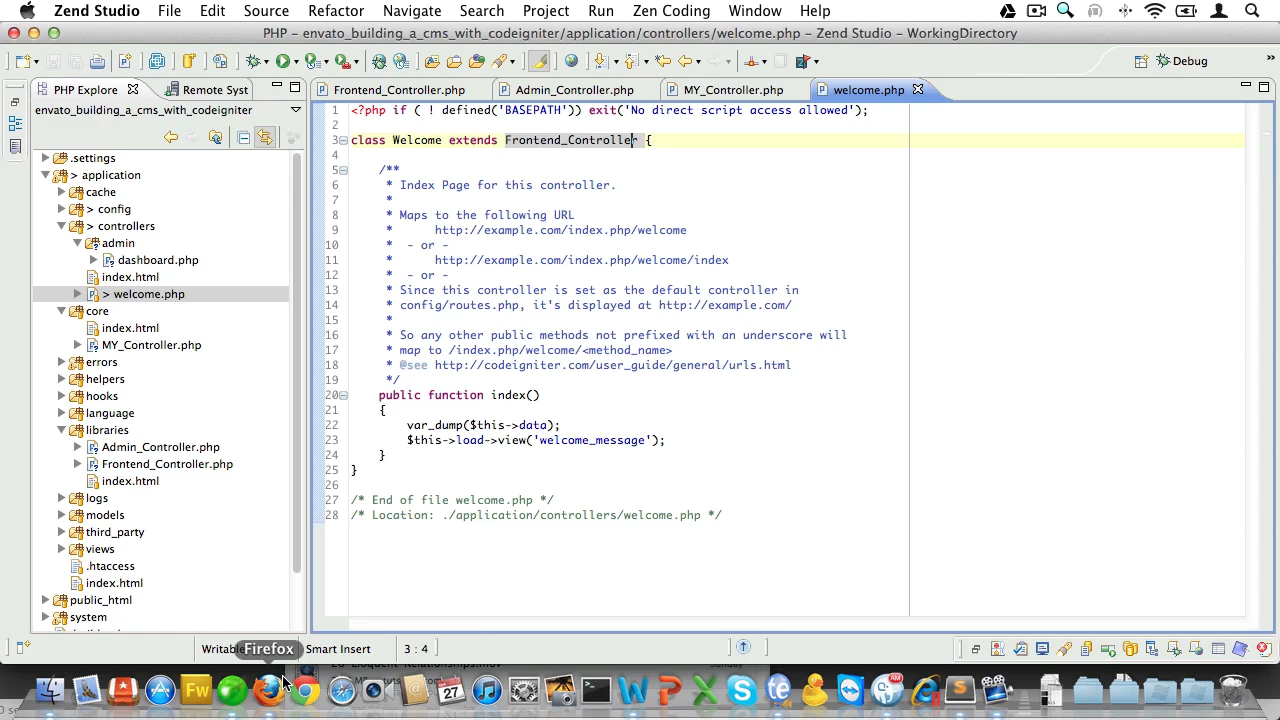 Zend Studio File Edit Source Refactor Navigate Search Project Run Zen Coding Window Help
PHP - envato_building_a_cms_with_codeigniter/application/controllers/welcome.php - Zend Studio - WorkingDirectory
Debug
PHP Explore
Remote Syst
Frontend_Controller.php
Admin_Controller.php
MY_Controller.php
welcome.php
envato_building_a_cms_with_codeigniter
.settings
> application
cache
> config
> controllers
admin
dashboard.php
index.html
> welcome.php
core
index.html
MY_Controller.php
errors
helpers
hooks
language
libraries
Admin_Controller.php
Frontend_Controller.php
index.html
logs
models
third_party
views
.htaccess
index.html
public_html
system
1 <?php if ( ! defined('BASEPATH')) exit('No direct script access allowed');
2
3 class Welcome extends Frontend_Controller {
4
5 /**
6 * Index Page for this controller.
7 *
8 * Maps to the following URL
9 * http://example.com/index.php/welcome
10 * - or -
11 * http://example.com/index.php/welcome/index
12 * - or -
13 * Since this controller is set as the default controller in
14 * config/routes.php, it's displayed at http://example.com/
15 *
16 * So any other public methods not prefixed with an underscore will
17 * map to /index.php/welcome/<method_name>
18 * @see http://codeigniter.com/user_guide/general/urls.html
19 */
20 public function index()
21 {
22 var_dump($this->data);
23 $this->load->view('welcome_message');
24 }
25 }
26
27 /* End of file welcome.php */
28 /* Location: ./application/controllers/welcome.php */
Writable
Smart Insert
3 : 4
Firefox